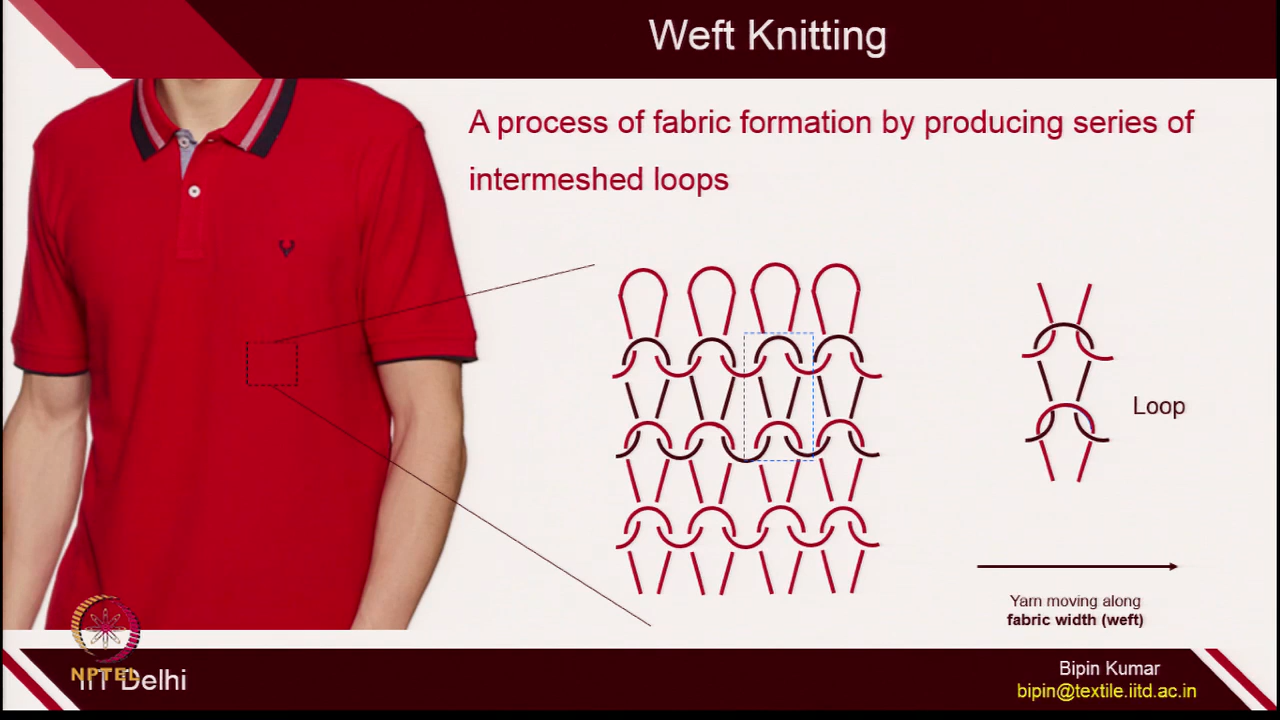 Weft Knitting
A process of fabric formation by producing series of
intermeshed loops
Loop
Yarn moving along
fabric width (weft)
NPTEL
IIT Delhi
Bipin Kumar
bipin@textile.iitd.ac.in